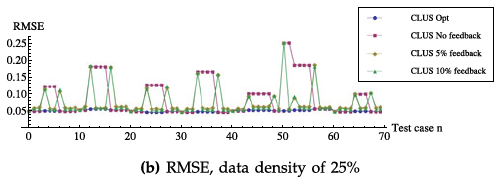 RMSE
CLUS Opt
CLUS No feedback
CLUS 5% feedback
CLUS 10% feedback
0.25
0.20
0.15
0.10
0.05
0 10 20 30 40 50 60 70
Test case n
(b) RMSE, data density of 25%